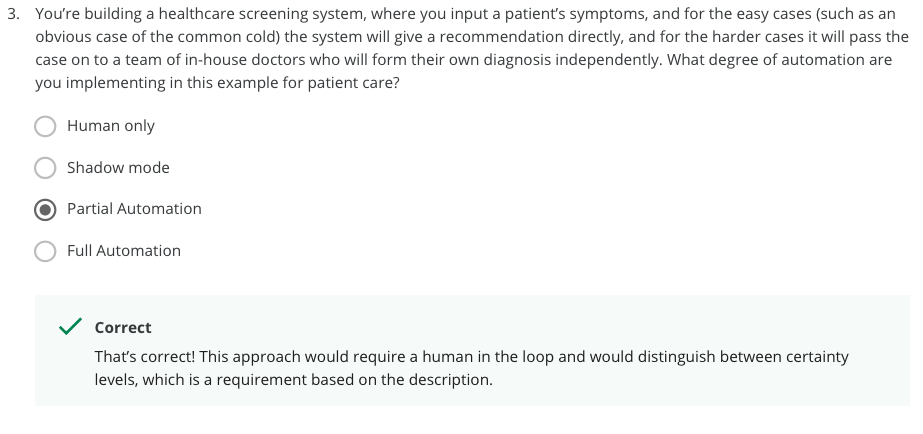 3. You’re building a healthcare screening system, where you input a patient’s symptoms, and for the easy cases (such as an
obvious case of the common cold) the system will give a recommendation directly, and for the harder cases it will pass the
case on to a team of in-house doctors who will form their own diagnosis independently. What degree of automation are
you implementing in this example for patient care?
Human only
Shadow mode
Partial Automation
Full Automation
Correct
That’s correct! This approach would require a human in the loop and would distinguish between certainty
levels, which is a requirement based on the description.